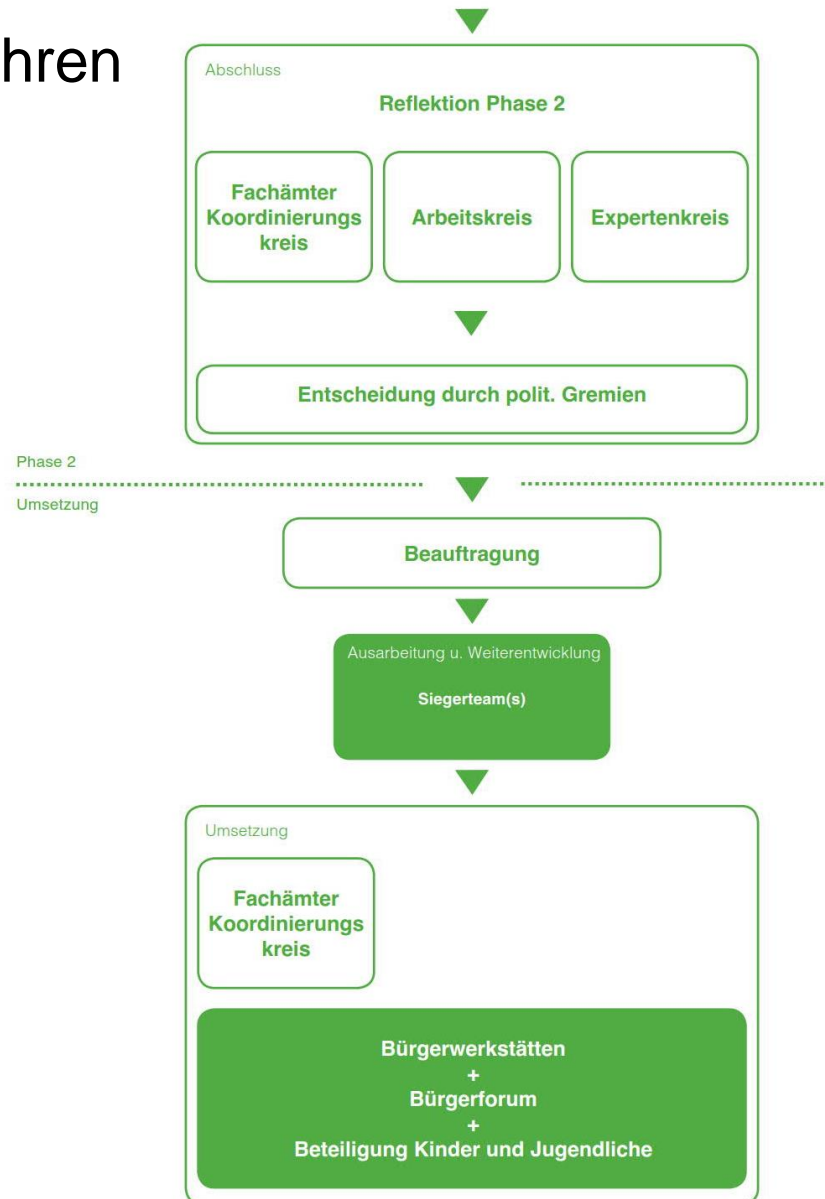 hren
Abschluss
Reflektion Phase 2
Fachämter
Koordinierungs
kreis
Arbeitskreis
Expertenkreis
Entscheidung durch polit. Gremien
Phase 2
Umsetzung
Beauftragung
Ausarbeitung u. Weiterentwicklung
Siegerteam(s)
Umsetzung
Fachämter
Koordinierungs
kreis
Bürgerwerkstätten
+
Bürgerforum
+
Beteiligung Kinder und Jugendliche